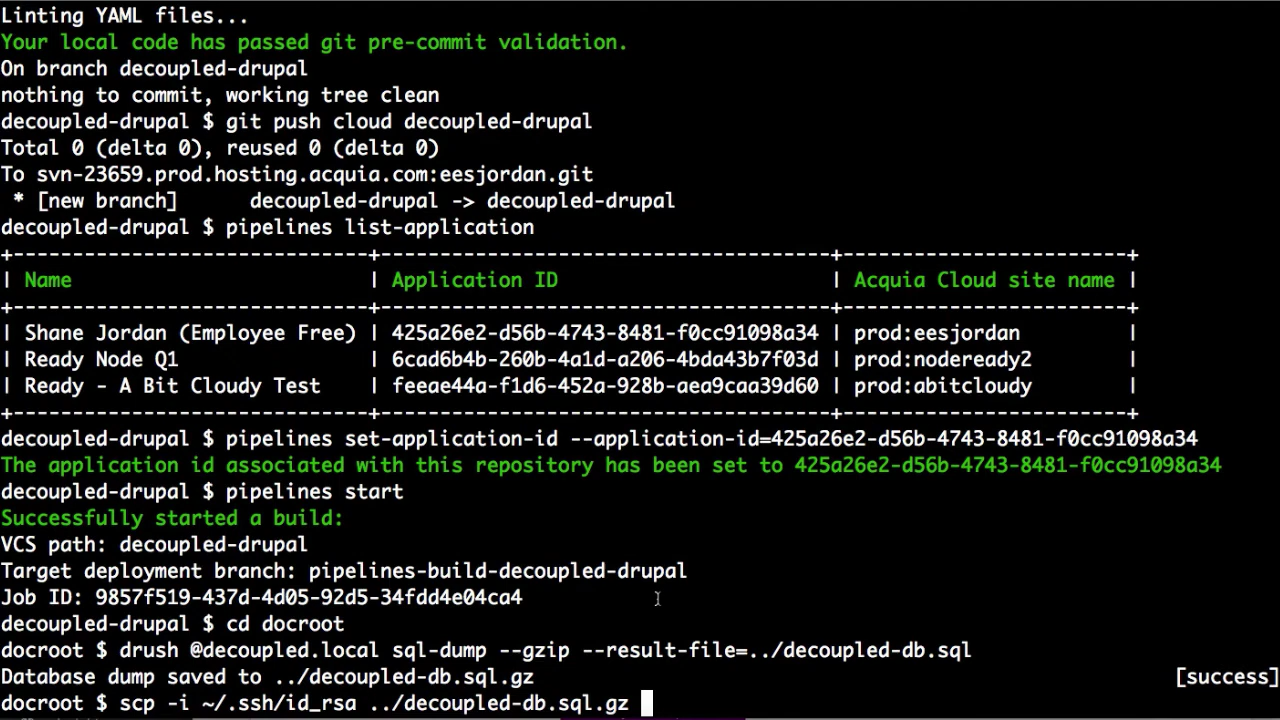 Linting YAML files...
Your local code has passed git pre-commit validation.
On branch decoupled-drupal
nothing to commit, working tree clean
decoupled-drupal $ git push cloud decoupled-drupal
Total 0 (delta 0), reused 0 (delta 0)
To svn-23659.prod.hosting.acquia.com:eesjordan.git
 * [new branch]      decoupled-drupal -> decoupled-drupal
decoupled-drupal $ pipelines list-application
+------------------------------+--------------------------------------+------------------------+
| Name                         | Application ID                       | Acquia Cloud site name |
+------------------------------+--------------------------------------+------------------------+
| Shane Jordan (Employee Free) | 425a26e2-d56b-4743-8481-f0cc91098a34 | prod:eesjordan         |
| Ready Node Q1                | 6cad6b4b-260b-4a1d-a206-4bda43b7f03d | prod:nodeready2        |
| Ready - A Bit Cloudy Test    | feeae44a-f1d6-452a-928b-aea9caa39d60 | prod:abitcloudy        |
+------------------------------+--------------------------------------+------------------------+
decoupled-drupal $ pipelines set-application-id --application-id=425a26e2-d56b-4743-8481-f0cc91098a34
The application id associated with this repository has been set to 425a26e2-d56b-4743-8481-f0cc91098a34
decoupled-drupal $ pipelines start
Successfully started a build:
VCS path: decoupled-drupal
Target deployment branch: pipelines-build-decoupled-drupal
Job ID: 9857f519-437d-4d05-92d5-34fdd4e04ca4
decoupled-drupal $ cd docroot
docroot $ drush @decoupled.local sql-dump --gzip --result-file=../decoupled-db.sql
Database dump saved to ../decoupled-db.sql.gz [success]
docroot $ scp -i ~/.ssh/id_rsa ../decoupled-db.sql.gz